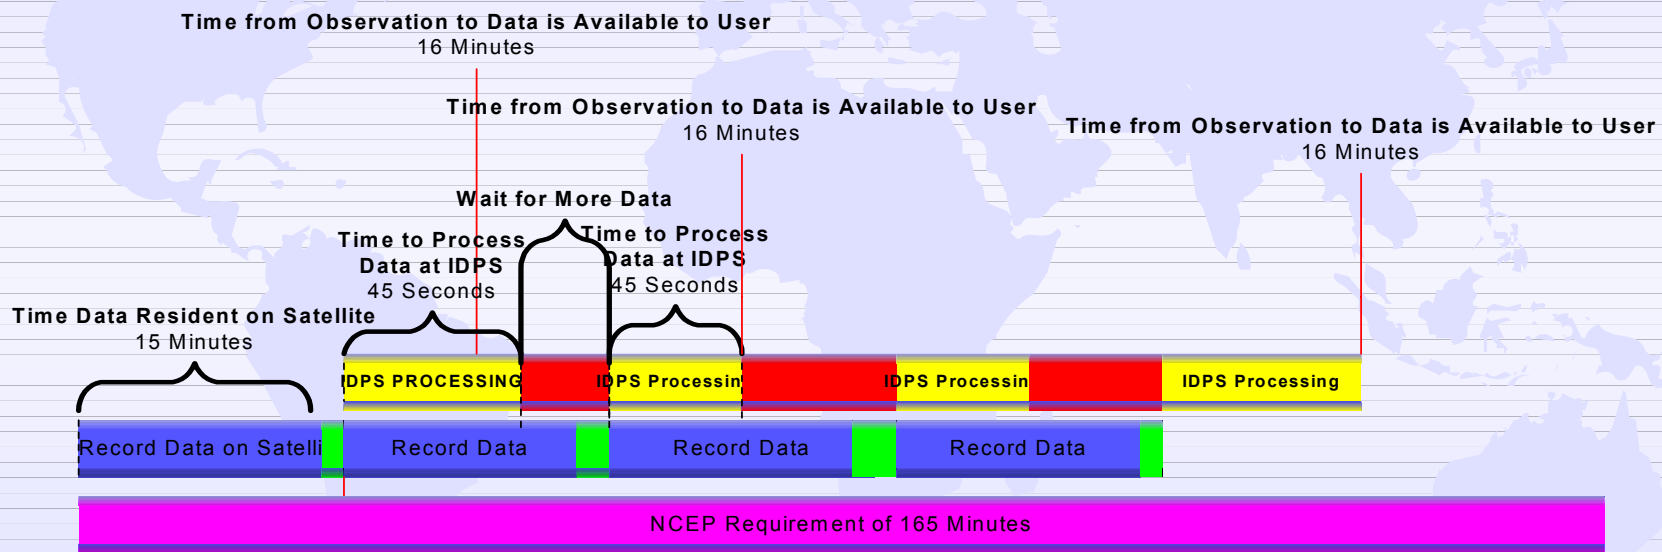 Time from Observation to Data is Available to User
16 Minutes
Time from Observation to Data is Available to User
16 Minutes
Time from Observation to Data is Available to User
16 Minutes
Wait for More Data
Time to Process
Data at IDPS
45 Seconds
Time to Process
Data at IDPS
45 Seconds
Time Data Resident on Satellite
15 Minutes
IDPS PROCESSING
IDPS Processin
IDPS Processin
IDPS Processing
Record Data on Satelli
Record Data
Record Data
Record Data
NCEP Requirement of 165 Minutes